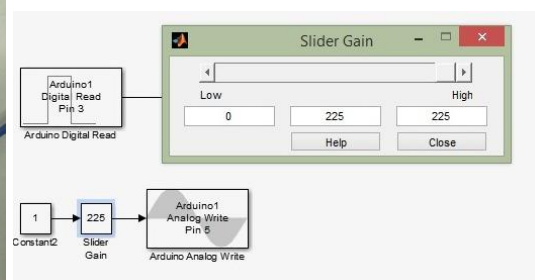 Slider Gain
Low
High
0
225
225
Help
Close
Arduino1
Digital Read
Pin 3
Arduino Digital Read
1
Constant2
225
Slider
Gain
Arduino1
Analog Write
Pin 5
Arduino Analog Write